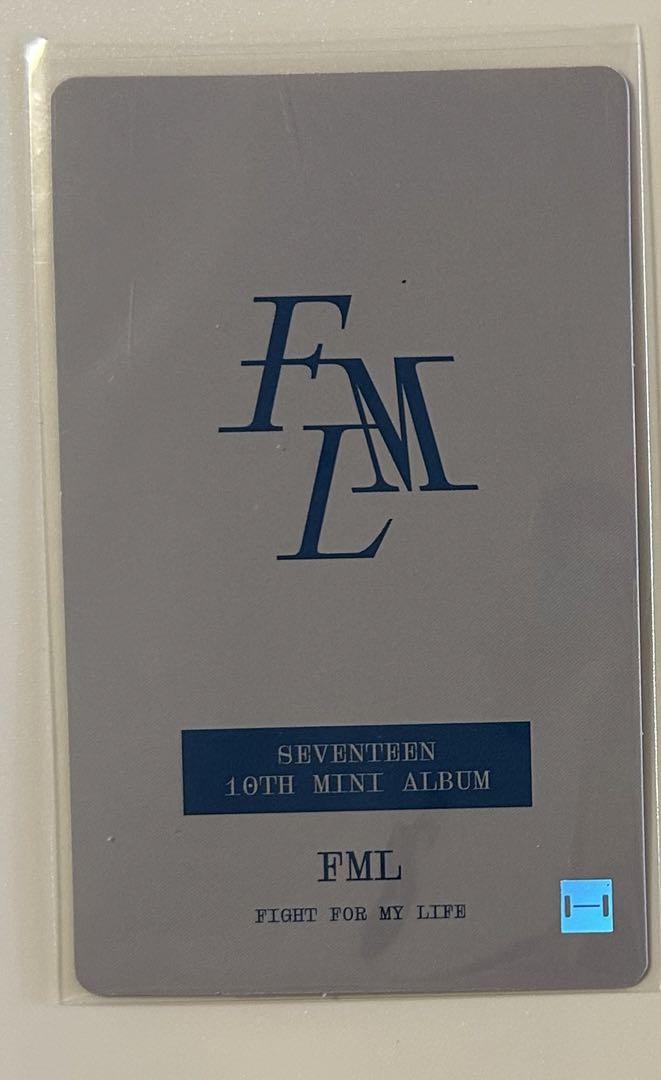 FML
SEVENTEEN
10TH MINI ALBUM
FML
FIGHT FOR MY LIFE